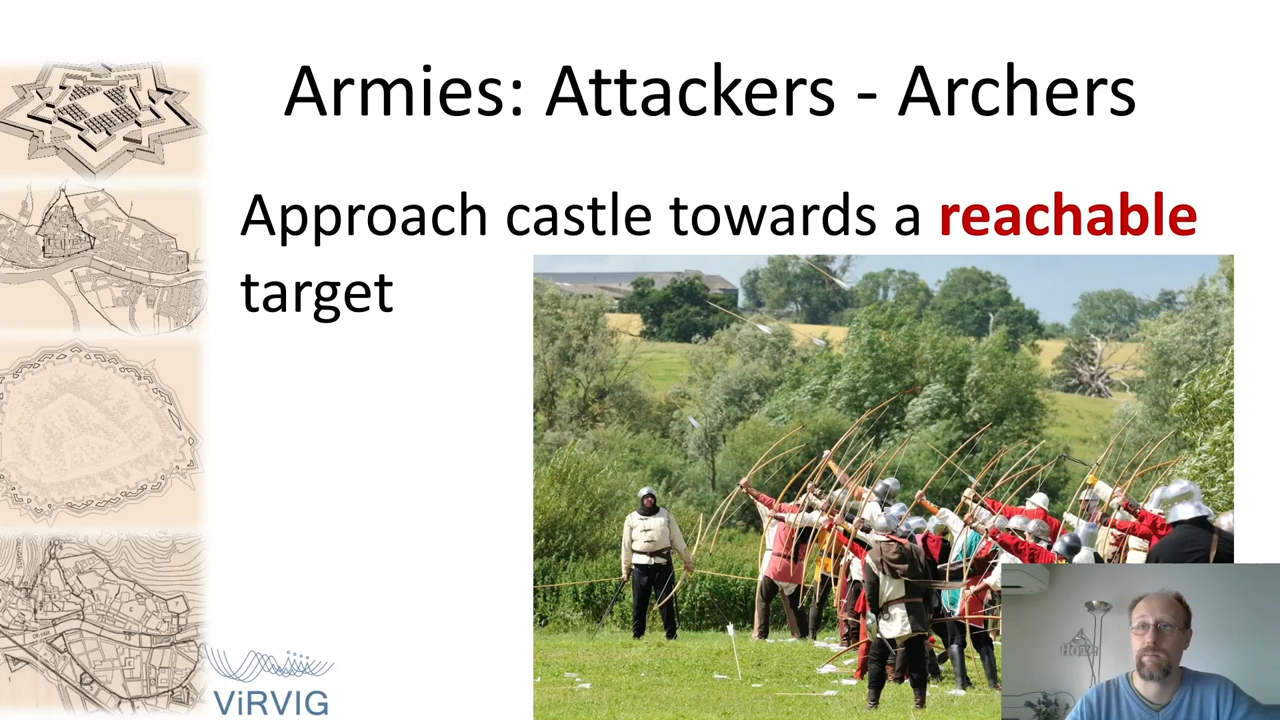 Armies: Attackers - Archers
Approach castle towards a reachable
target
ViRVIG